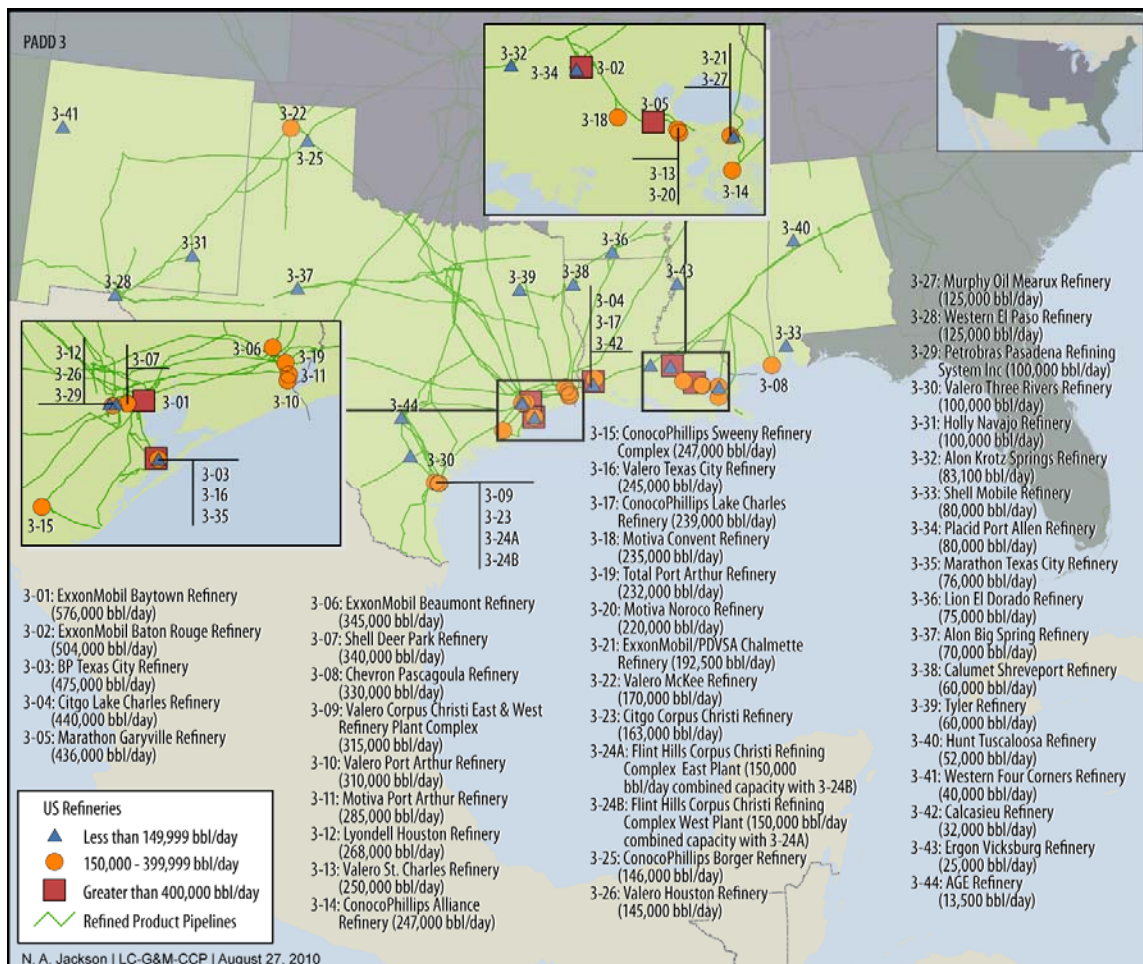 PADD 3
3-41
3-22
3-25
3-31
3-28
3-37
3-39
3-38
3-36
3-43
3-40
3-33
3-08
3-04
3-17
3-42
3-44
3-30
3-09
3-23
3-24A
3-24B
3-32
3-34
3-02
3-18
3-05
3-21
3-27
3-13
3-20
3-14
3-12
3-26
3-29
3-07
3-01
3-06
3-19
3-11
3-10
3-03
3-16
3-35
3-15
3-01: ExxonMobil Baytown Refinery
(576,000 bbl/day)
3-02: ExxonMobil Baton Rouge Refinery
(504,000 bbl/day)
3-03: BP Texas City Refinery
(475,000 bbl/day)
3-04: Citgo Lake Charles Refinery
(440,000 bbl/day)
3-05: Marathon Garyville Refinery
(436,000 bbl/day)
3-06: ExxonMobil Beaumont Refinery
(345,000 bbl/day)
3-07: Shell Deer Park Refinery
(340,000 bbl/day)
3-08: Chevron Pascagoula Refinery
(330,000 bbl/day)
3-09: Valero Corpus Christi East & West
Refinery Plant Complex
(315,000 bbl/day)
3-10: Valero Port Arthur Refinery
(310,000 bbl/day)
3-11: Motiva Port Arthur Refinery
(285,000 bbl/day)
3-12: Lyondell Houston Refinery
(268,000 bbl/day)
3-13: Valero St. Charles Refinery
(250,000 bbl/day)
3-14: ConocoPhillips Alliance
Refinery (247,000 bbl/day)
3-15: ConocoPhillips Sweeny Refinery
Complex (247,000 bbl/day)
3-16: Valero Texas City Refinery
(245,000 bbl/day)
3-17: ConocoPhillips Lake Charles
Refinery (239,000 bbl/day)
3-18: Motiva Convent Refinery
(235,000 bbl/day)
3-19: Total Port Arthur Refinery
(232,000 bbl/day)
3-20: Motiva Noroco Refinery
(220,000 bbl/day)
3-21: ExxonMobil/PDVSA Chalmette
Refinery (192,500 bbl/day)
3-22: Valero McKee Refinery
(170,000 bbl/day)
3-23: Citgo Corpus Christi Refinery
(163,000 bbl/day)
3-24A: Flint Hills Corpus Christi Refining
Complex East Plant (150,000
bbl/day combined capacity with 3-24B)
3-24B: Flint Hills Corpus Christi Refining
Complex West Plant (150,000 bbl/day
combined capacity with 3-24A)
3-25: ConocoPhillips Borger Refinery
(146,000 bbl/day)
3-26: Valero Houston Refinery
(145,000 bbl/day)
3-27: Murphy Oil Mearux Refinery
(125,000 bbl/day)
3-28: Western El Paso Refinery
(125,000 bbl/day)
3-29: Petrobras Pasadena Refining
System Inc (100,000 bbl/day)
3-30: Valero Three Rivers Refinery
(100,000 bbl/day)
3-31: Holly Navajo Refinery
(100,000 bbl/day)
3-32: Alon Krotz Springs Refinery
(83,100 bbl/day)
3-33: Shell Mobile Refinery
(80,000 bbl/day)
3-34: Placid Port Allen Refinery
(80,000 bbl/day)
3-35: Marathon Texas City Refinery
(76,000 bbl/day)
3-36: Lion El Dorado Refinery
(75,000 bbl/day)
3-37: Alon Big Spring Refinery
(70,000 bbl/day)
3-38: Calumet Shreveport Refinery
(60,000 bbl/day)
3-39: Tyler Refinery
(60,000 bbl/day)
3-40: Hunt Tuscaloosa Refinery
(52,000 bbl/day)
3-41: Western Four Corners Refinery
(40,000 bbl/day)
3-42: Calcasieu Refinery
(32,000 bbl/day)
3-43: Ergon Vicksburg Refinery
(25,000 bbl/day)
3-44: AGE Refinery
(13,500 bbl/day)
US Refineries
Less than 149,999 bbl/day
150,000 - 399,999 bbl/day
Greater than 400,000 bbl/day
Refined Product Pipelines
N. A. Jackson | LC-G&M-CCP | August 27, 2010